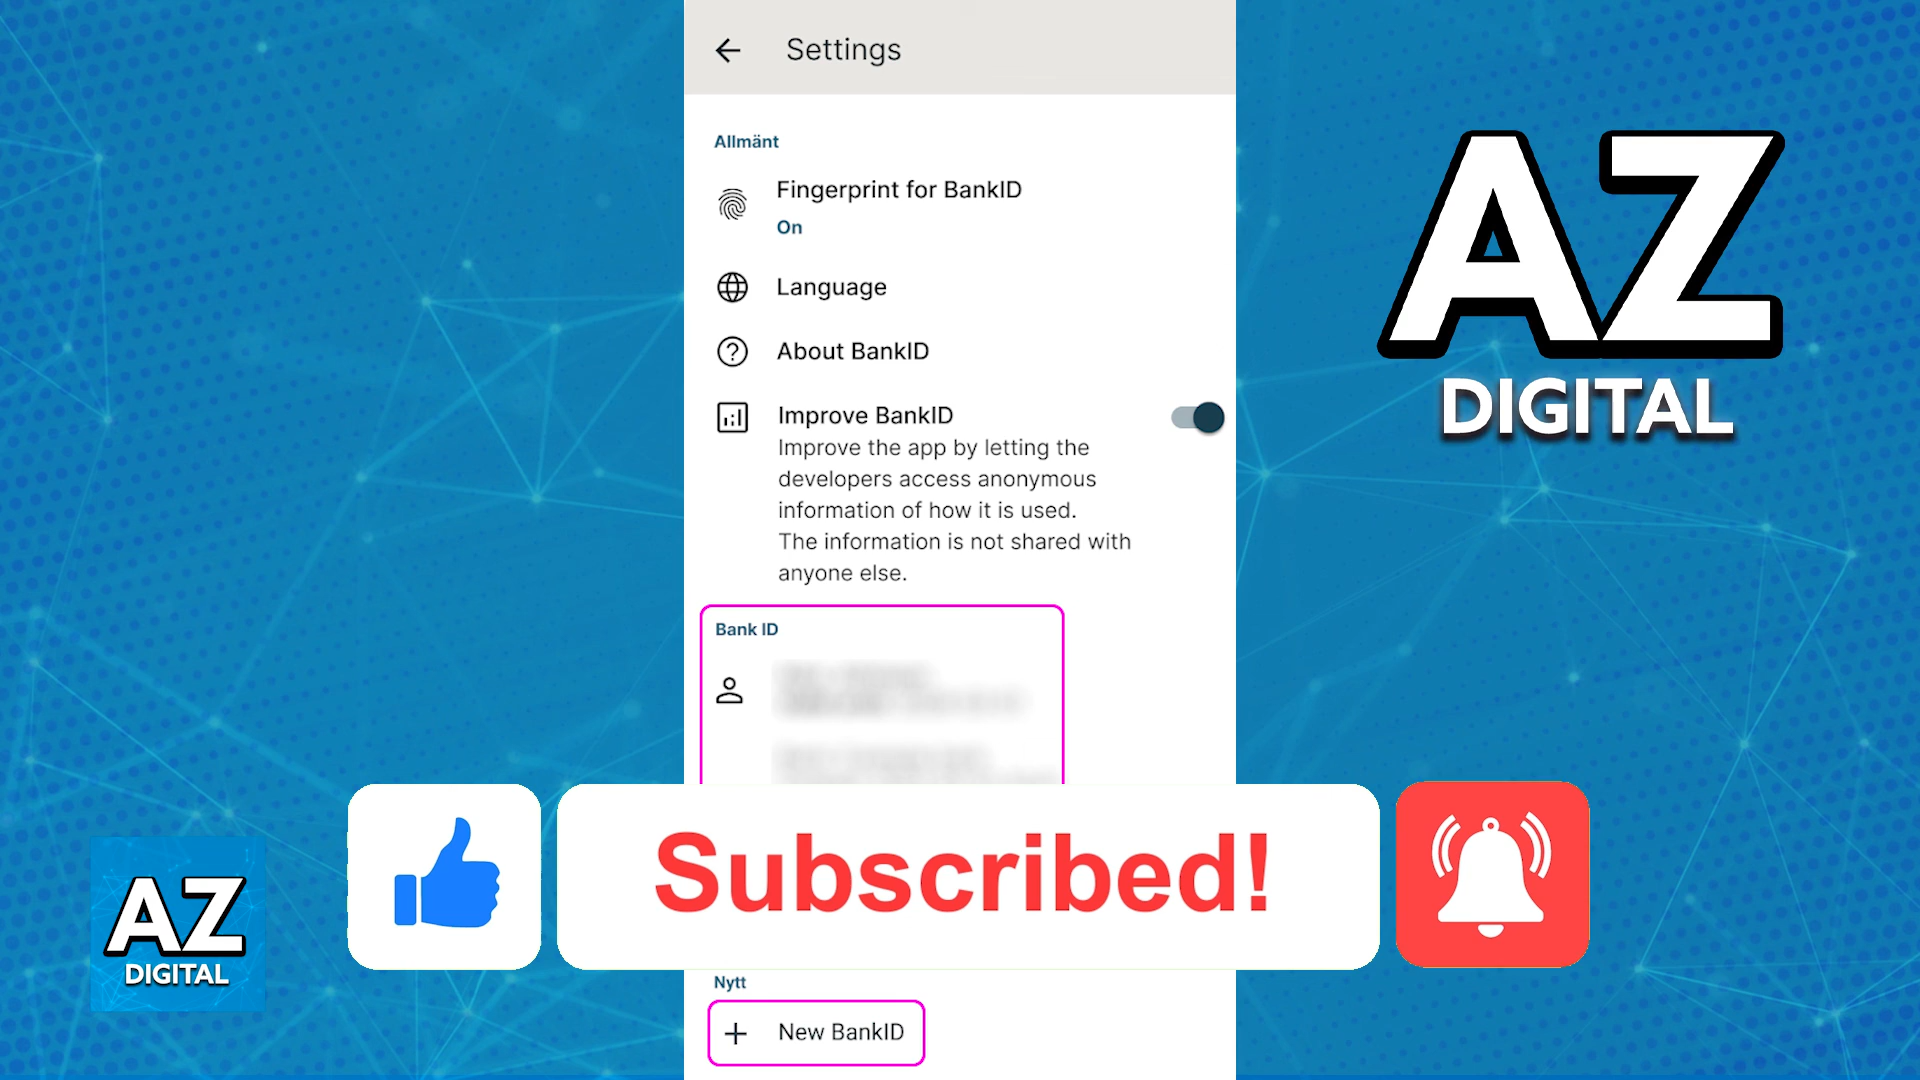 Settings
Allmänt
Fingerprint for BankID
On
Language
About BankID
Improve BankID
Improve the app by letting the
developers access anonymous
information of how it is used.
The information is not shared with
anyone else.
Bank ID
Subscribed!
Nytt
New BankID
AZ
DIGITAL
AZ
DIGITAL